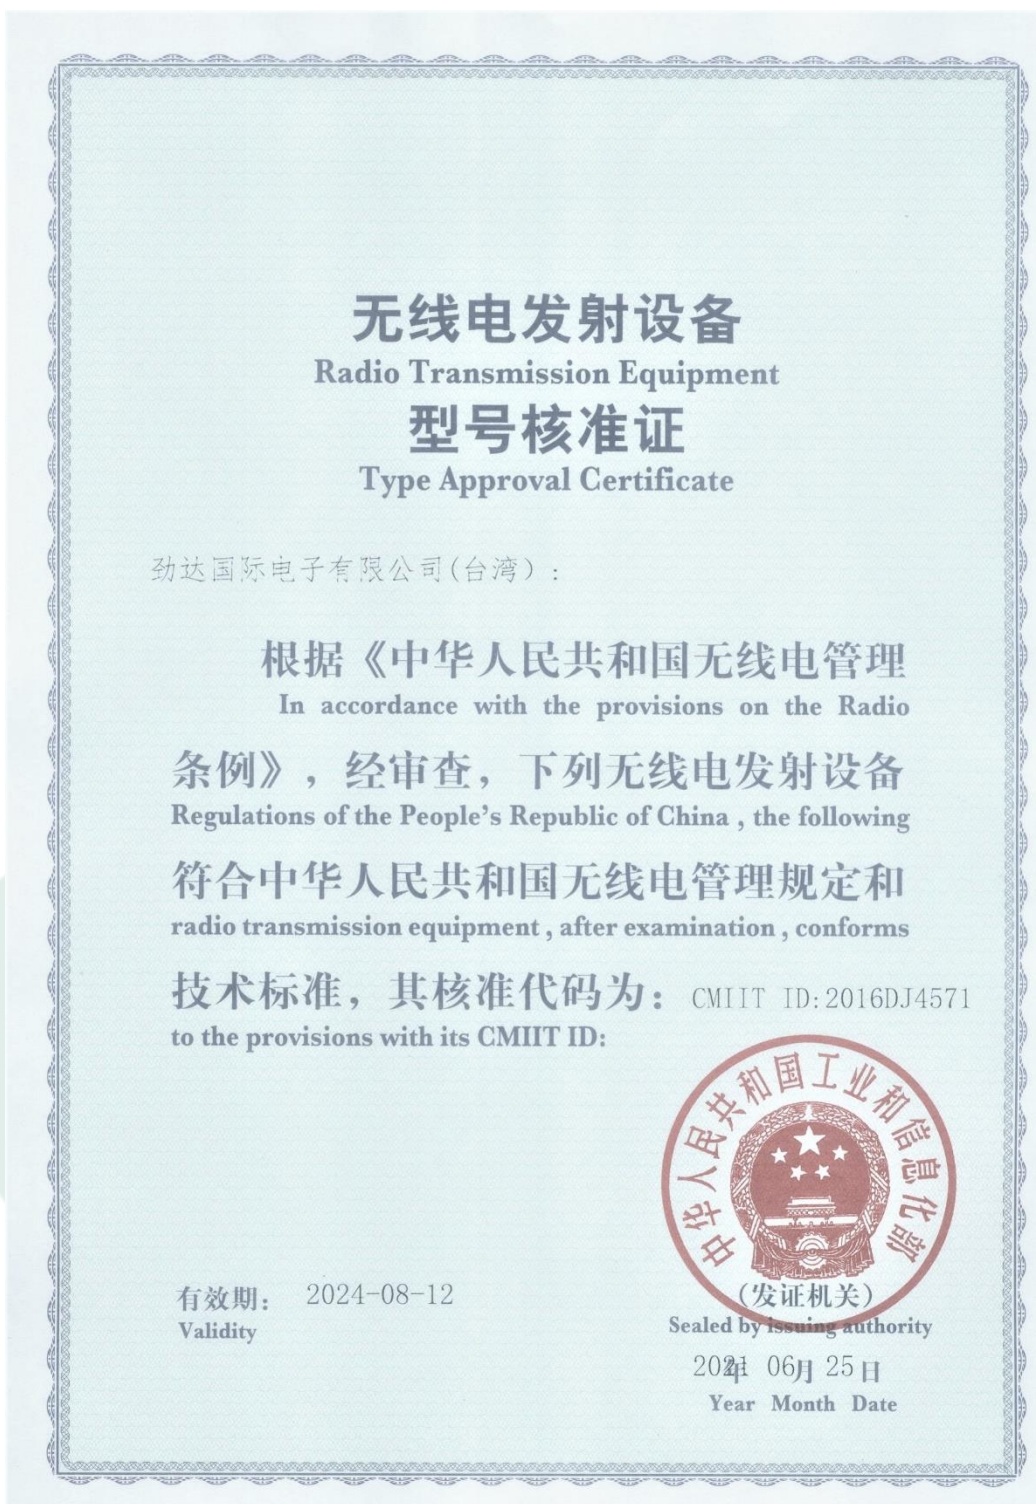 无线电发射设备
Radio Transmission Equipment
型号核准证
Type Approval Certificate
劲达国际电子有限公司(台湾)：
根据《中华人民共和国无线电管理
In accordance with the provisions on the Radio
条例》，经审查，下列无线电发射设备
Regulations of the People's Republic of China , the following
符合中华人民共和国无线电管理规定和
radio transmission equipment , after examination , conforms
技术标准，其核准代码为：CMIIT ID:2016DJ4571
to the provisions with its CMIIT ID:
中华人民共和国工业和信息化部
有效期： 2024-08-12
Validity
(发证机关)
Sealed by issuing authority
2021年 06月 25日
Year Month Date